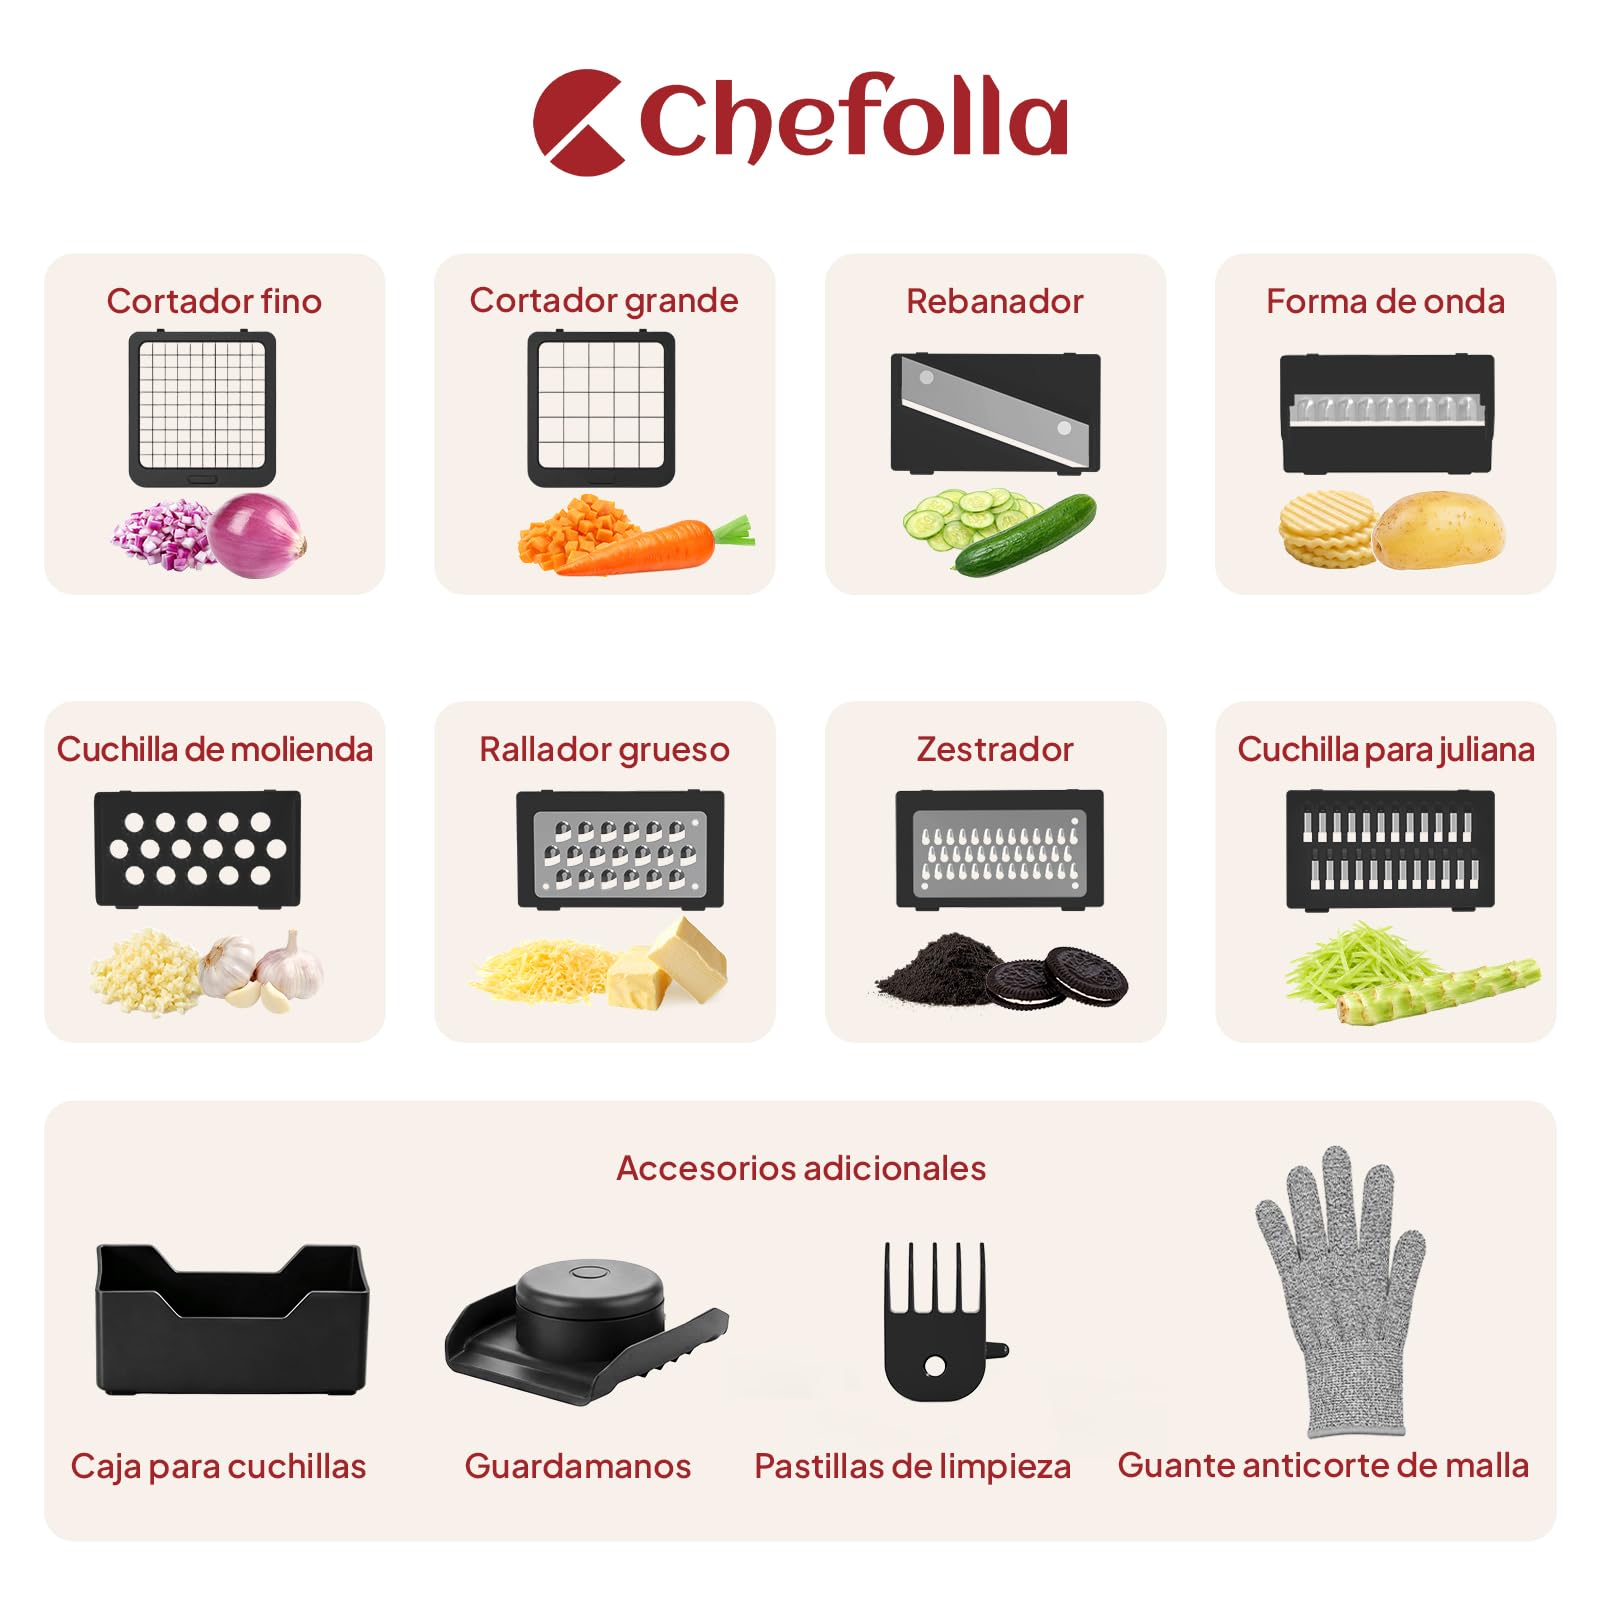 Chefolla
Cortador fino
Cortador grande
Rebanador
Forma de onda
Cuchilla de molienda
Rallador grueso
Zestrador
Cuchilla para juliana
Accesorios adicionales
Caja para cuchillas
Guardamanos
Pastillas de limpieza
Guante anticorte de malla